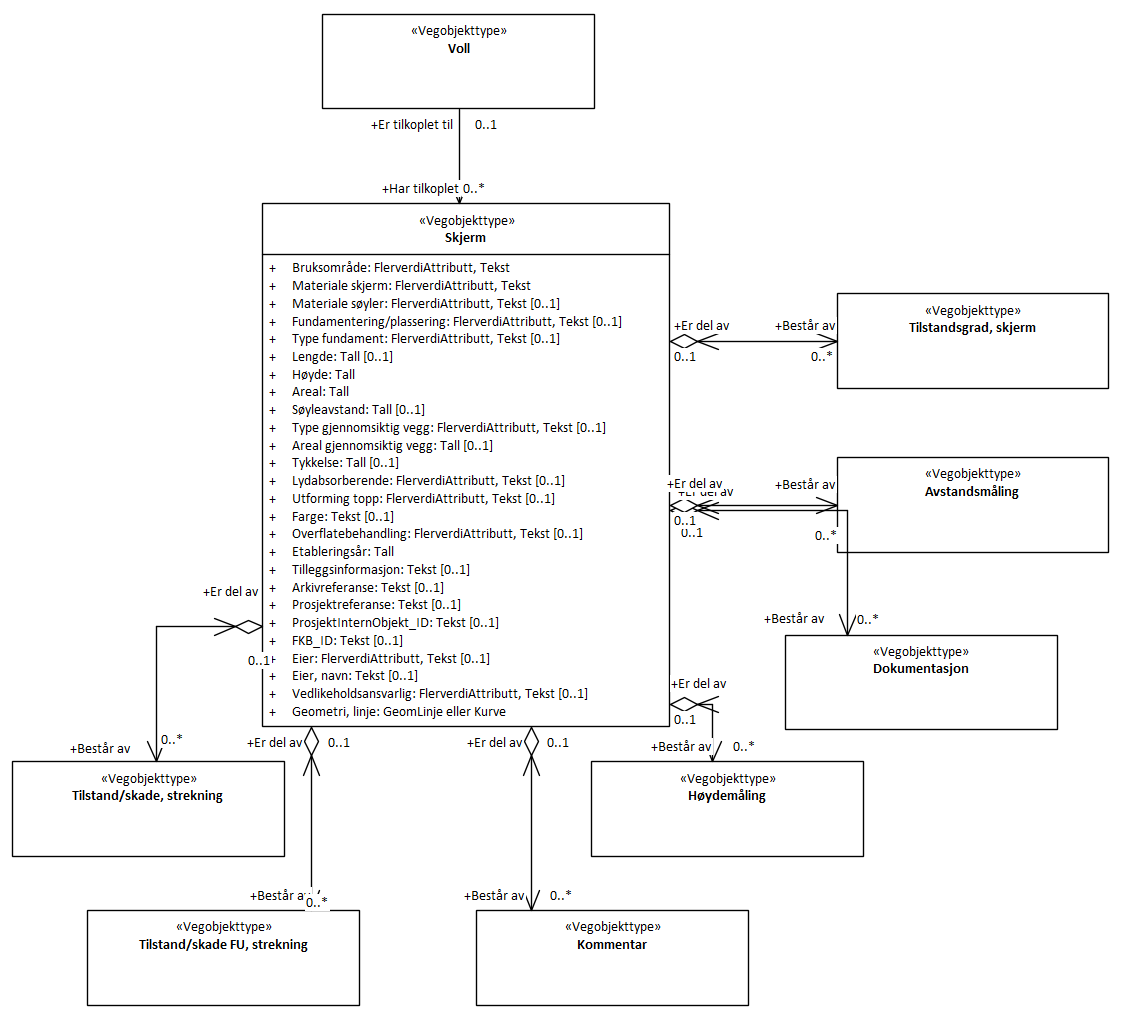 «Vegobjekttype»
Voll
+Er tilkoplet til 0..1
+Har tilkoplet 0..*
«Vegobjekttype»
Skjerm
+ Bruksområde: FlerverdiAttributt, Tekst
+ Materiale skjerm: FlerverdiAttributt, Tekst
+ Materiale søyler: FlerverdiAttributt, Tekst [0..1]
+ Fundamentering/plassering: FlerverdiAttributt, Tekst [0..1]
+ Type fundament: FlerverdiAttributt, Tekst [0..1]
+ Lengde: Tall [0..1]
+ Høyde: Tall
+ Areal: Tall
+ Søyleavstand: Tall [0..1]
+ Type gjennomsiktig vegg: FlerverdiAttributt, Tekst [0..1]
+ Areal gjennomsiktig vegg: Tall [0..1]
+ Tykkelse: Tall [0..1]
+ Lydabsorberende: FlerverdiAttributt, Tekst [0..1]
+ Utforming topp: FlerverdiAttributt, Tekst [0..1]
+ Farge: Tekst [0..1]
+ Overflatebehandling: FlerverdiAttributt, Tekst [0..1]
+ Etableringsår: Tall
+ Tilleggsinformasjon: Tekst [0..1]
+ Arkivreferanse: Tekst [0..1]
+ Prosjektreferanse: Tekst [0..1]
+ ProsjektInternObjekt_ID: Tekst [0..1]
+ FKB_ID: Tekst [0..1]
+ Eier: FlerverdiAttributt, Tekst [0..1]
+ Eier, navn: Tekst [0..1]
+ Vedlikeholdsansvarlig: FlerverdiAttributt, Tekst [0..1]
+ Geometri, linje: GeomLinje eller Kurve
+Er del av +Består av
0..1 0..*
«Vegobjekttype»
Tilstandsgrad, skjerm
+Er del av +Består av
+Er del av
0..1 0..*
0..1
«Vegobjekttype»
Avstandsmåling
+Består av 0..*
«Vegobjekttype»
Dokumentasjon
+Er del av
0..1
+Består av 0..*
«Vegobjekttype»
Tilstand/skade, strekning
+Er del av
0..1
+Består av 0..*
«Vegobjekttype»
Høydemåling
+Er del av 0..1
+Består av 0..*
«Vegobjekttype»
Tilstand/skade FU, strekning
+Er del av 0..1
+Består av 0..*
«Vegobjekttype»
Kommentar